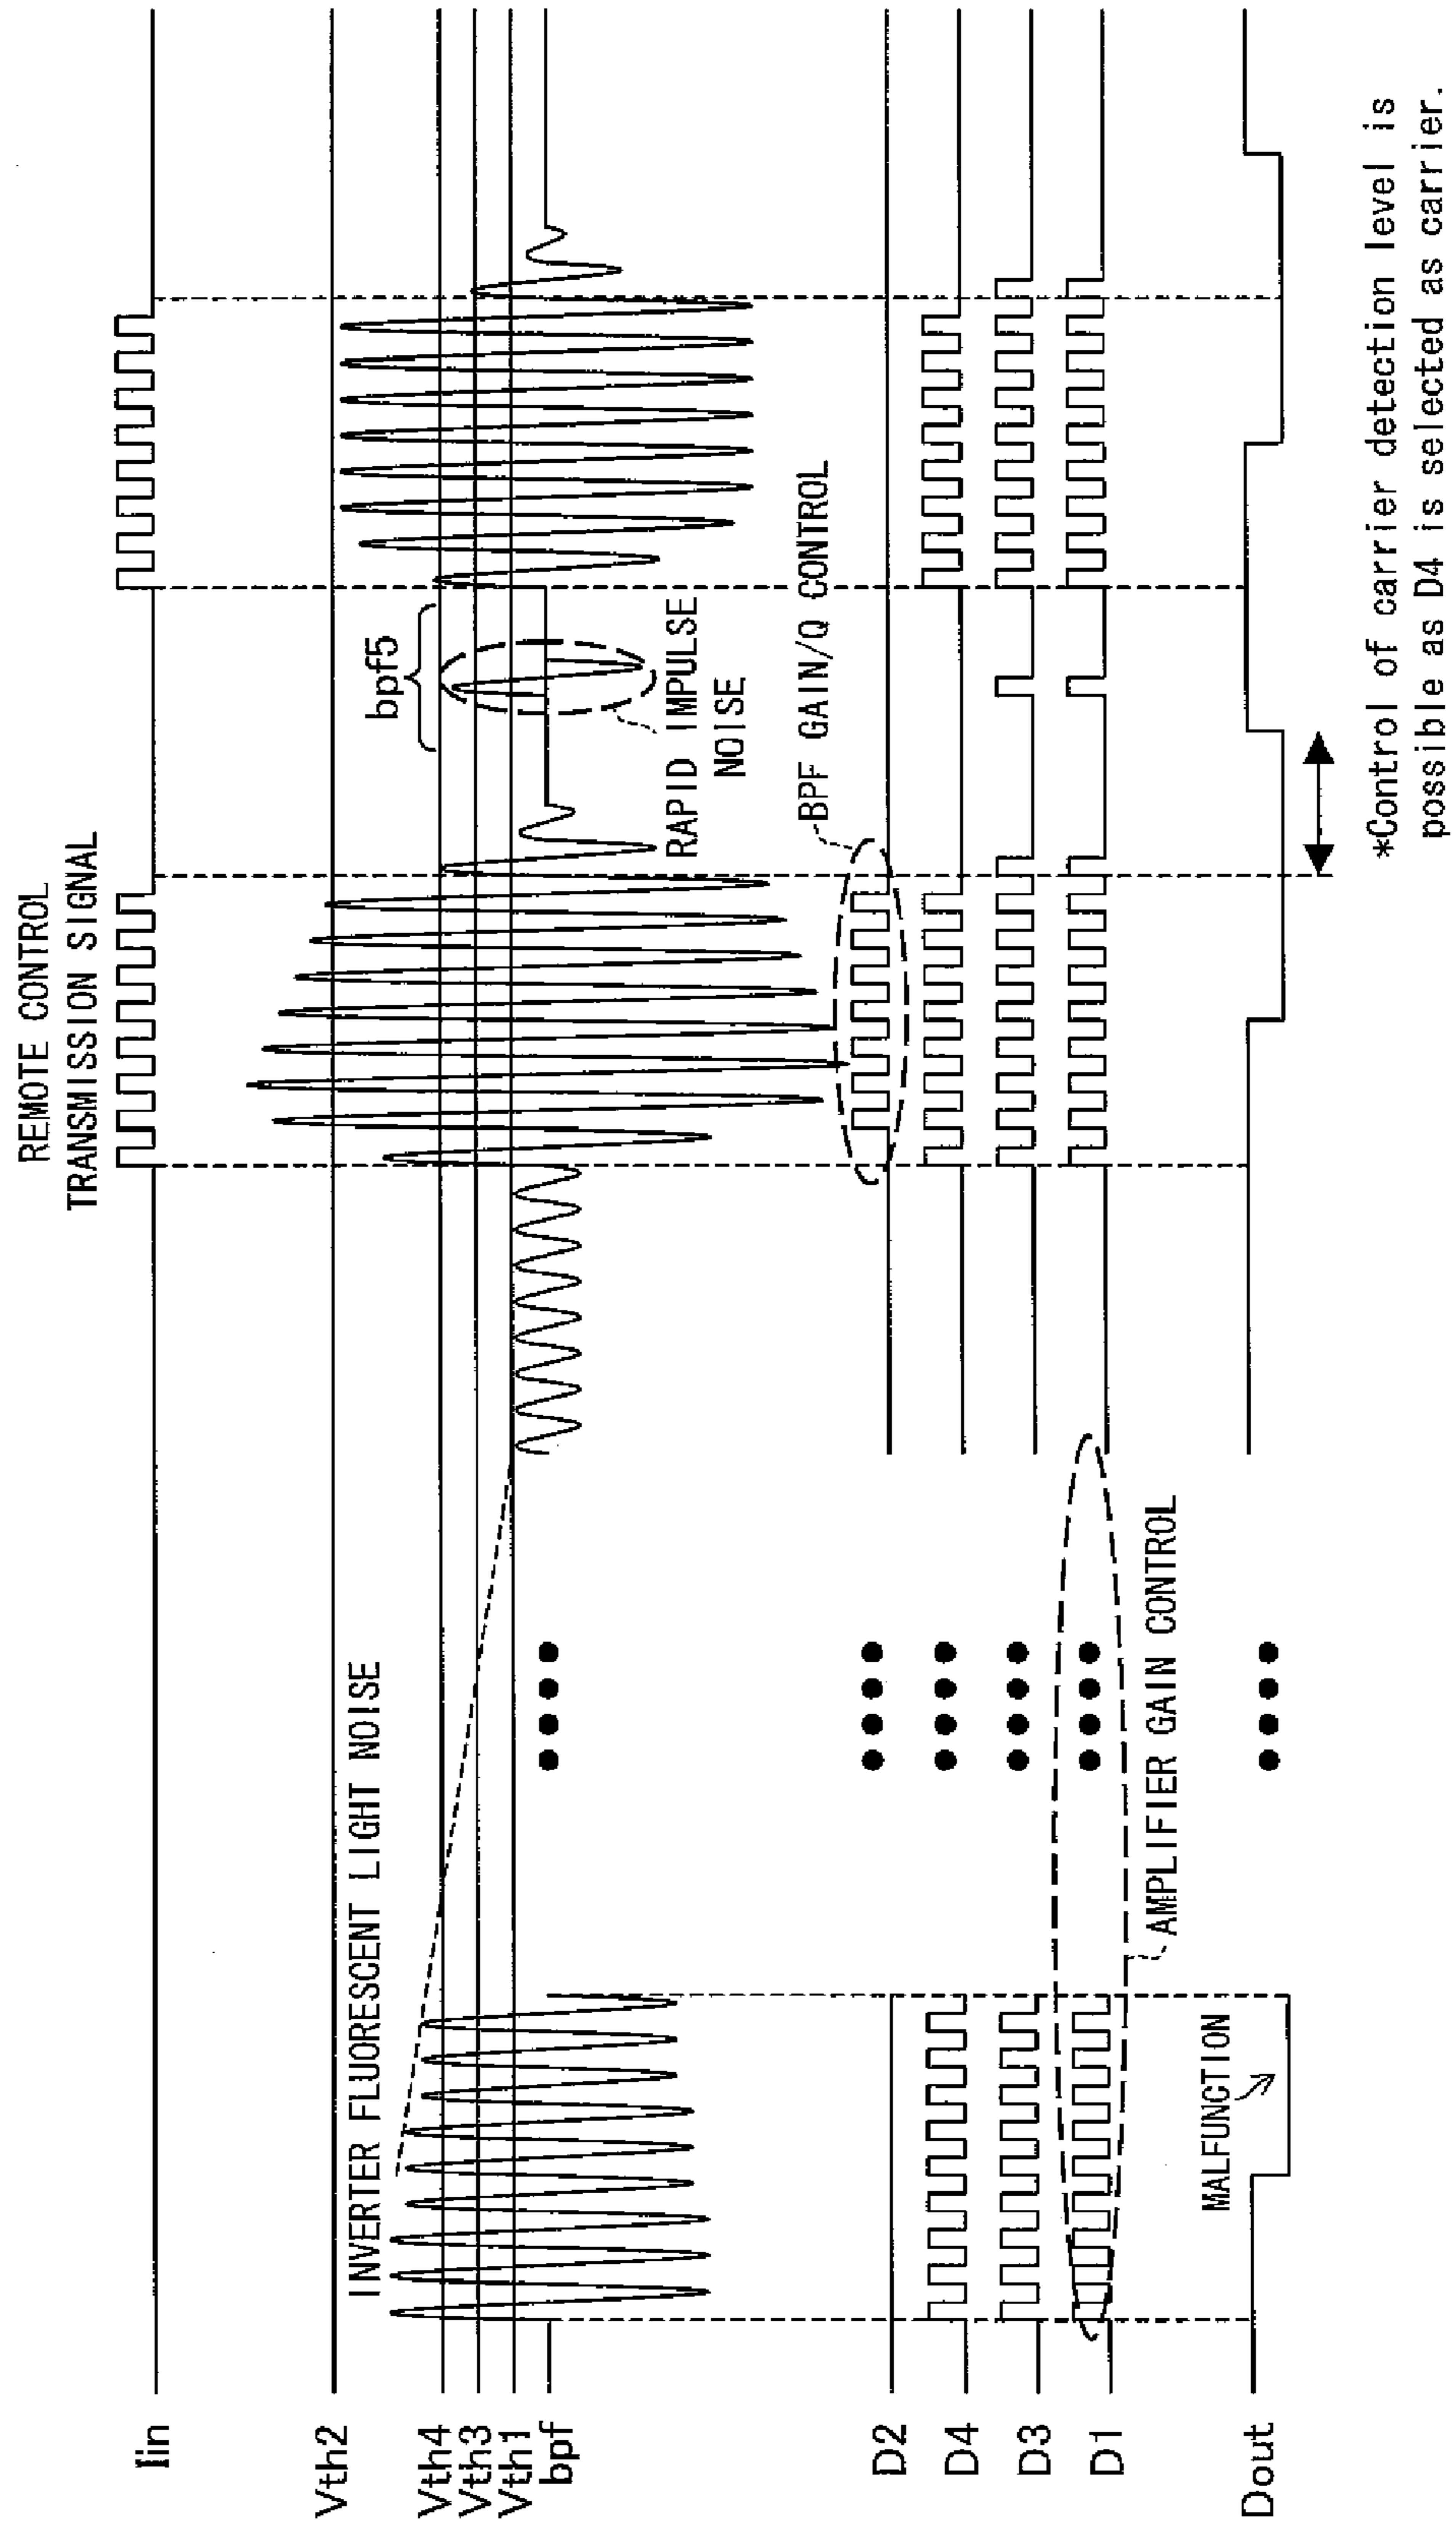 REMOTE CONTROL
TRANSMISSION SIGNAL
Iin
Vth2
INVERTER FLUORESCENT LIGHT NOISE
Vth4
Vth3
Vth1
bpf
bpf5
RAPID IMPULSE
NOISE
BPF GAIN/Q CONTROL
D2
D4
D3
D1
AMPLIFIER GAIN CONTROL
MALFUNCTION
Dout
*Control of carrier detection level is
possible as D4 is selected as carrier.